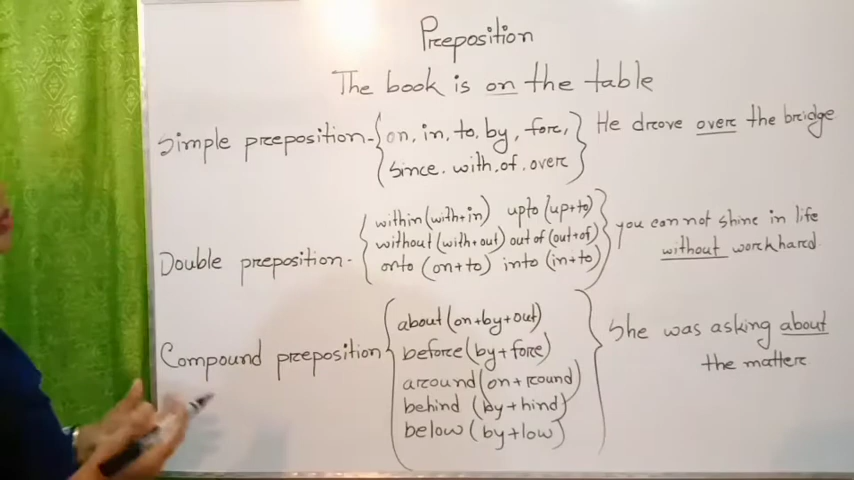 Preposition
The book is on the table
Simple preposition - on, in, to, by, fore,
since. with. of. over
He drove over the bridge
Double preposition - within (with+in) upto (up+to)
without (with+out) out of (out+of)
onto (on+to) into (in+to)
you can not shine in life
without work hard
Compound preposition about (on+by+out)
before (by+fore)
around (on+round)
behind (by+hind)
below (by+low)
She was asking about
the matter